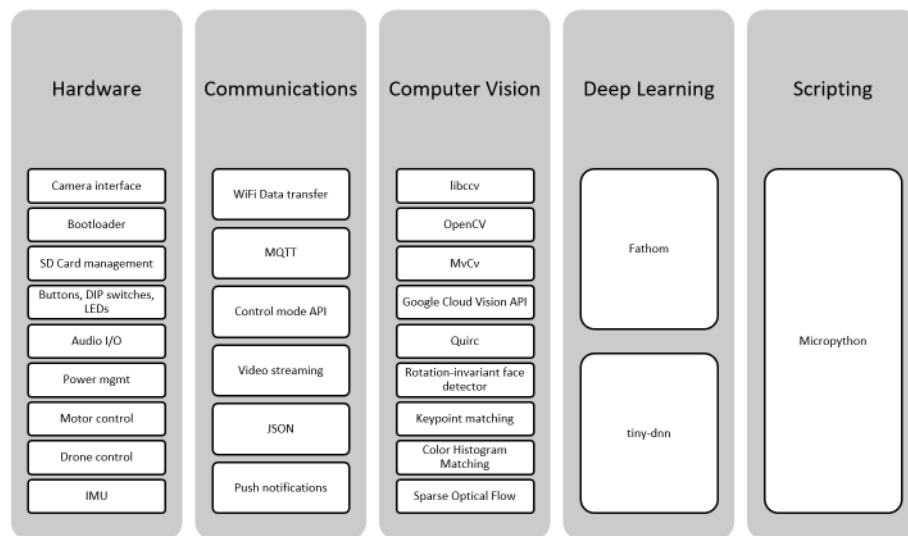 Hardware
Camera interface
Bootloader
SD Card management
Buttons, DIP switches,
LEDs
Audio I/O
Power mgmt
Motor control
Drone control
IMU
Communications
WiFi Data transfer
MQTT
Control mode API
Video streaming
JSON
Push notifications
Computer Vision
libccv
OpenCV
MvCv
Google Cloud Vision API
Quirc
Rotation-invariant face
detector
Keypoint matching
Color Histogram
Matching
Sparse Optical Flow
Deep Learning
Fathom
tiny-dnn
Scripting
Micropython